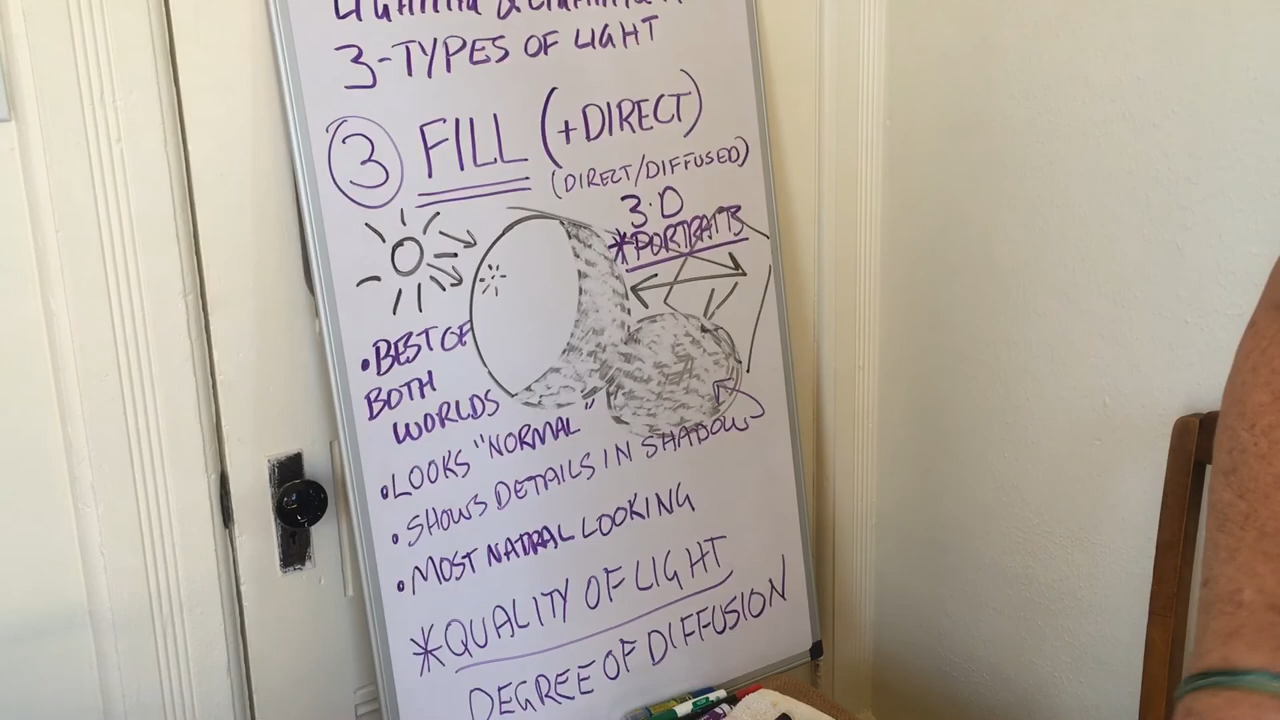 3-TYPES OF LIGHT
3 FILL (+DIRECT)
(DIRECT/DIFFUSED)
3.D
*PORTRAITS
•BEST OF
BOTH
WORLDS
•LOOKS "NORMAL"
•SHOWS DETAILS IN SHADOWS
•MOST NATRAL LOOKING
*QUALITY OF LIGHT
DEGREE OF DIFFUSION